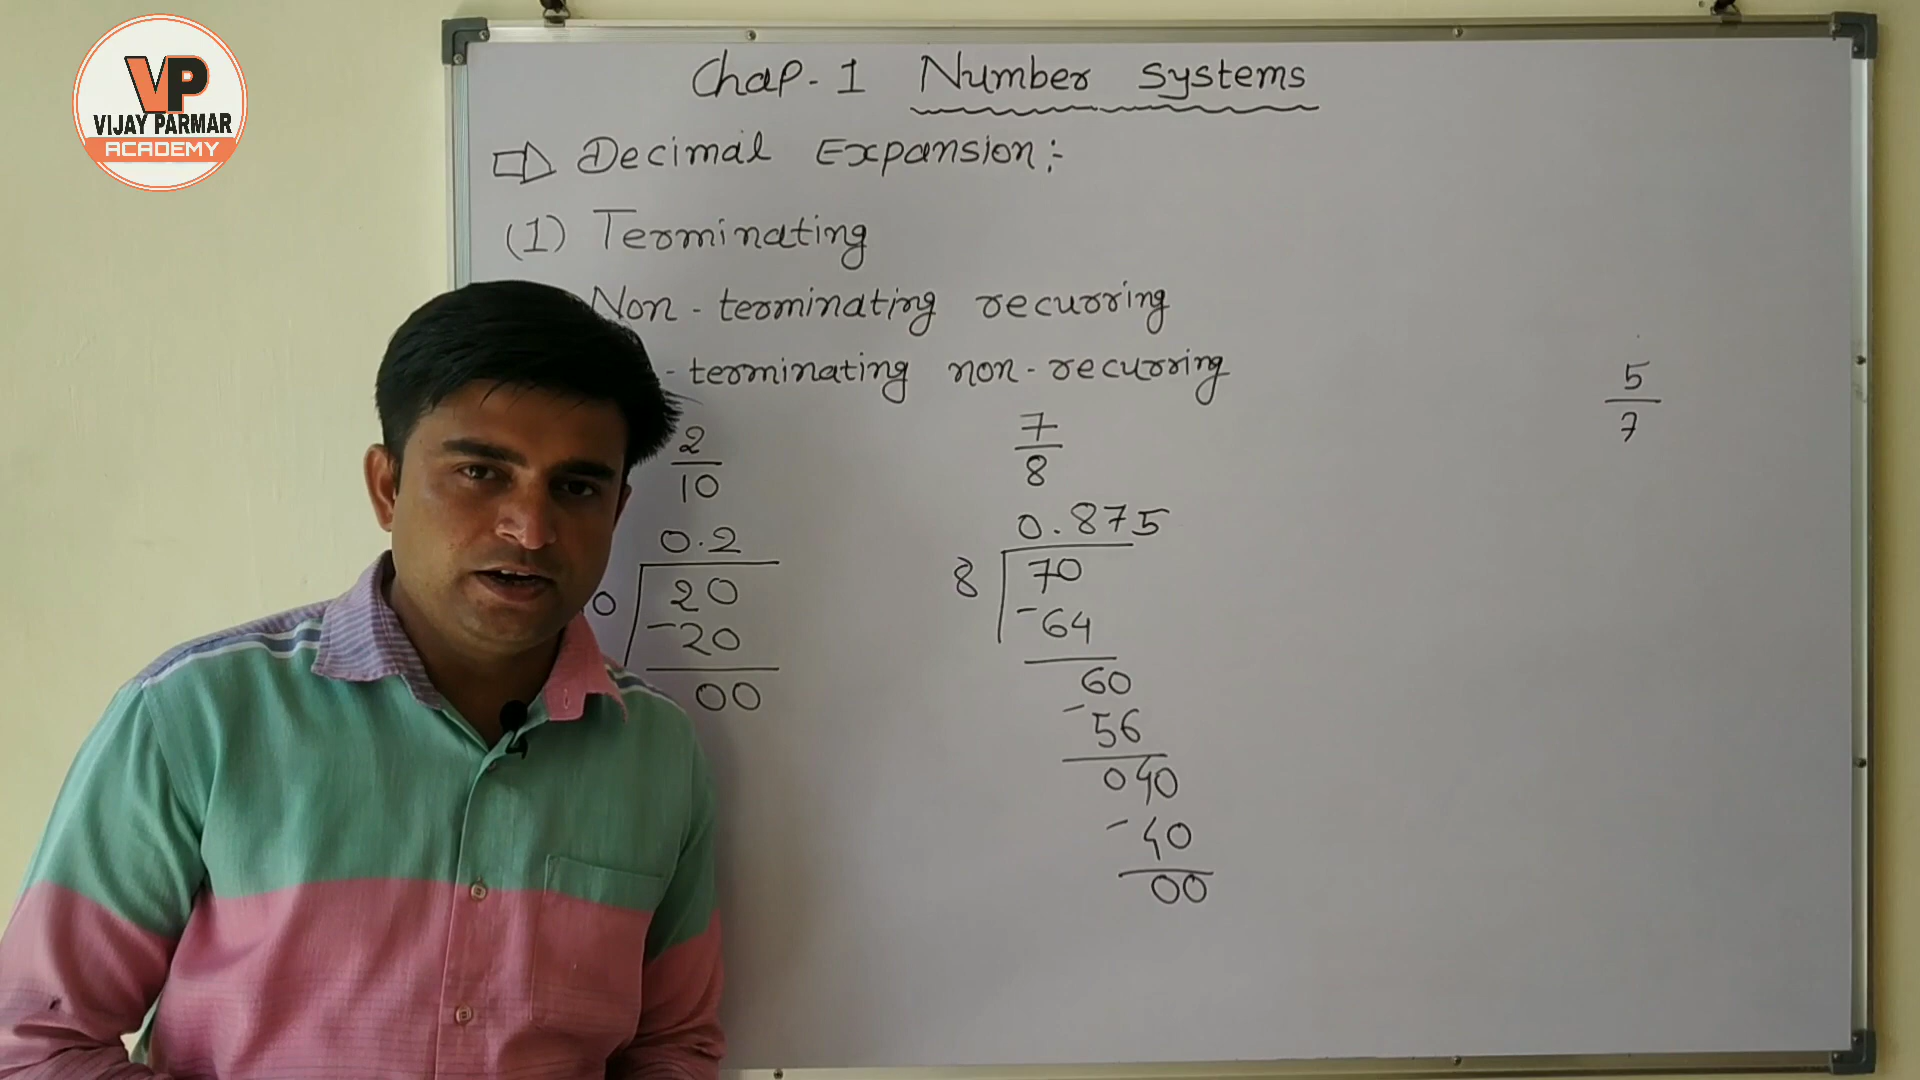 VP
VIJAY PARMAR
ACADEMY
Chap-1 Number Systems
⇒ Decimal Expansion:-
(1) Terminating
Non-terminating recurring
-terminating non-recurring
2/10
0.2
0
20
-20
00
7/8
0.875
8
70
-64
60
-56
040
-40
00
5/7